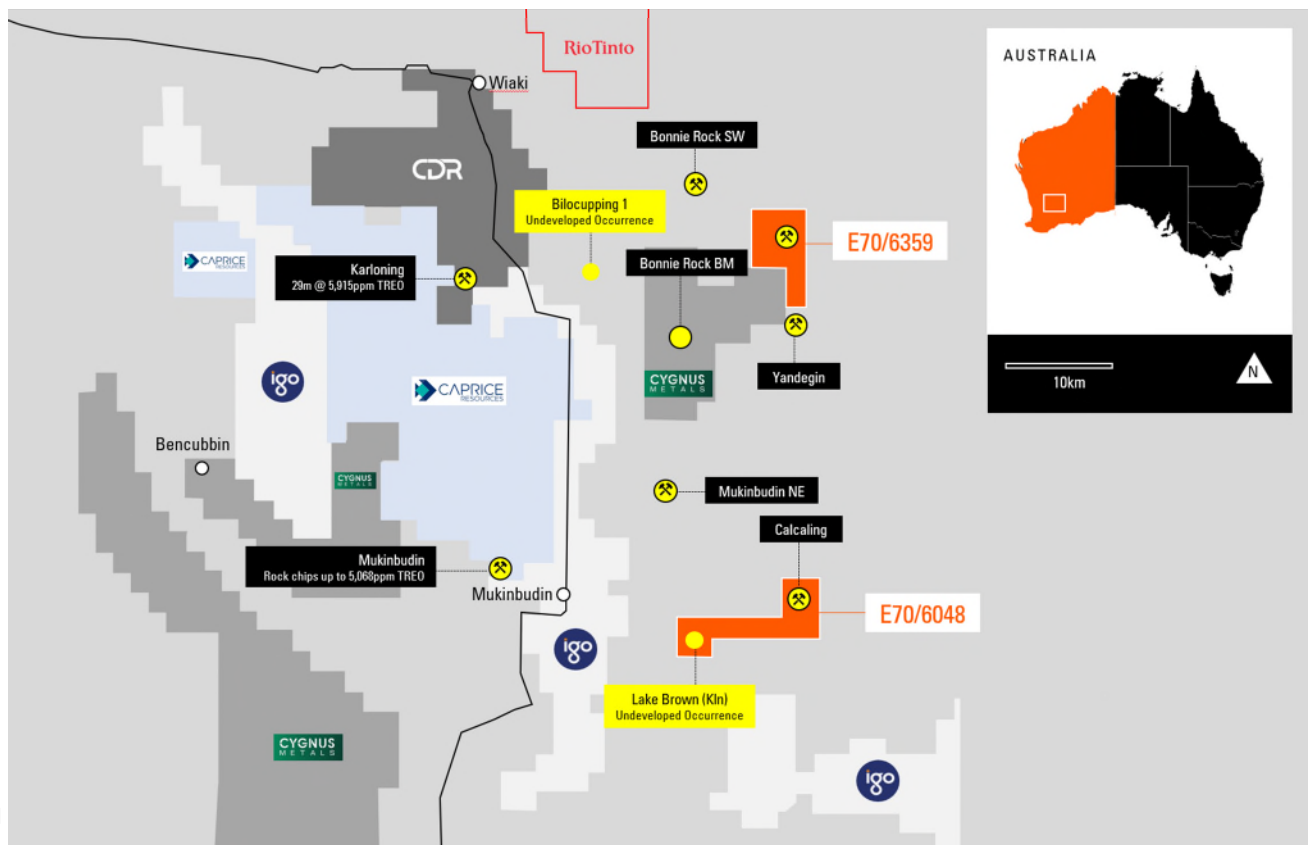 RioTinto
AUSTRALIA
Wiaki
Bonnie Rock SW
CDR
Bilocupping 1
Undeveloped Occurrence
E70/6359
CAPRICE
RESOURCES
Karloning
29m @ 5,915ppm TREO
Bonnie Rock BM
igo
CAPRICE
RESOURCES
CYGNUS
METALS
Yandegin
10km
N
Bencubbin
CYGNUS
METALS
Mukinbudin NE
Calcaling
Mukinbudin
Rock chips up to 5,068ppm TREO
Mukinbudin
E70/6048
igo
Lake Brown (Kln)
Undeveloped Occurrence
CYGNUS
METALS
igo